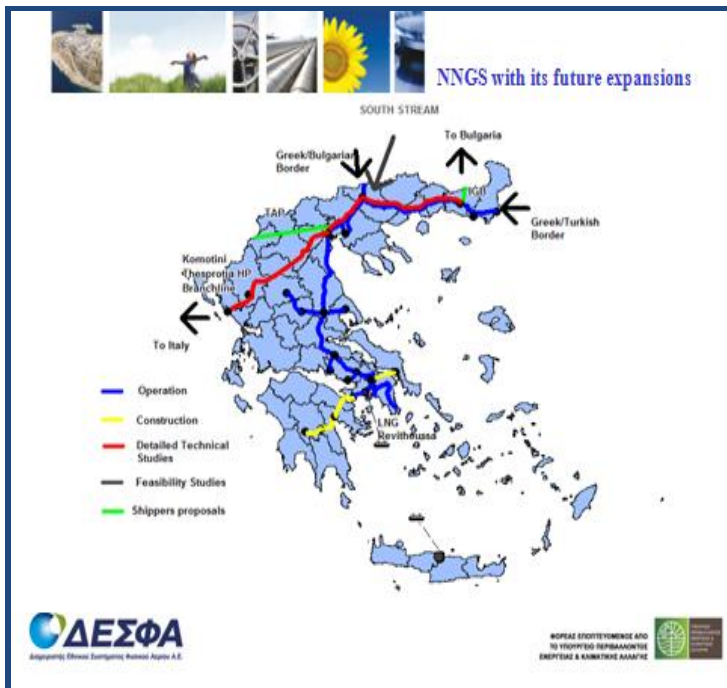 NNGS with its future expansions
SOUTH STREAM
To Bulgaria
Greek/Bulgarian
Border
IGB
TAP
Greek/Turkish
Border
Komotini
Thesprotia HP
Branchline
To Italy
Operation
Construction
LNG
Revithoussa
Detailed Technical
Studies
Feasibility Studies
Shippers proposals
ΔΕΣΦΑ
Διαχειριστής Εθνικού Συστήματος Φυσικού Αερίου Α.Ε.
ΦΟΡΕΑΣ ΕΠΟΠΤΕΥΟΜΕΝΟΣ ΑΠΟ
ΤΟ ΥΠΟΥΡΓΕΙΟ ΠΕΡΙΒΑΛΛΟΝΤΟΣ
ΕΝΕΡΓΕΙΑΣ & ΚΛΙΜΑΤΙΚΗΣ ΑΛΛΑΓΗΣ